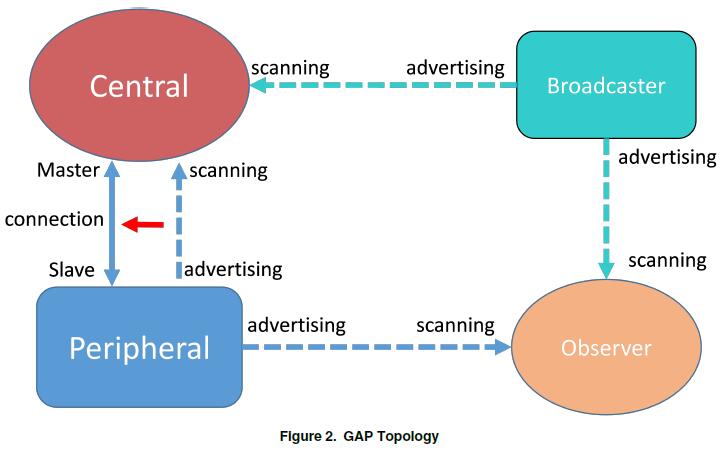 Central
scanning
advertising
Broadcaster
Master
scanning
advertising
connection
Slave
advertising
scanning
Peripheral
advertising
scanning
Observer
Figure 2. GAP Topology